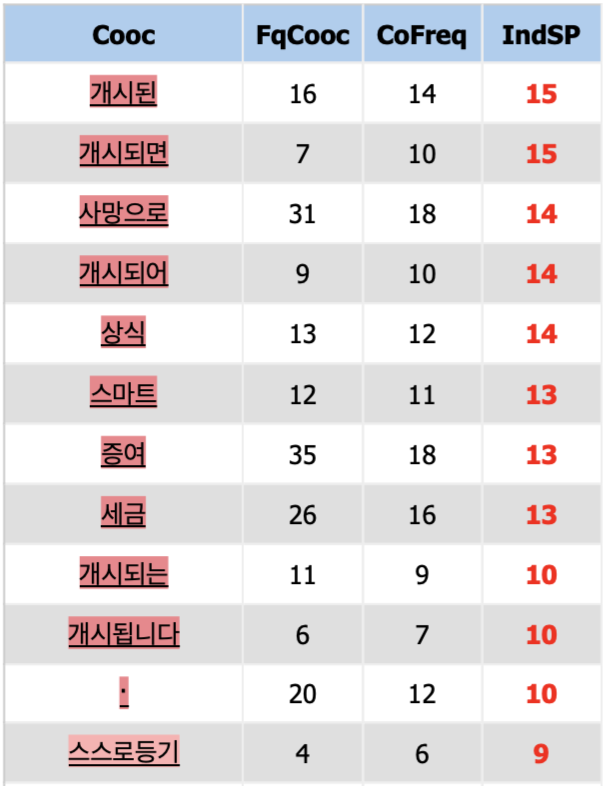 Cooc FqCooc CoFreq IndSP
개시된 16 14 15
개시되면 7 10 15
사망으로 31 18 14
개시되어 9 10 14
상식 13 12 14
스마트 12 11 13
증여 35 18 13
세금 26 16 13
개시되는 11 9 10
개시됩니다 6 7 10
· 20 12 10
스스로등기 4 6 9